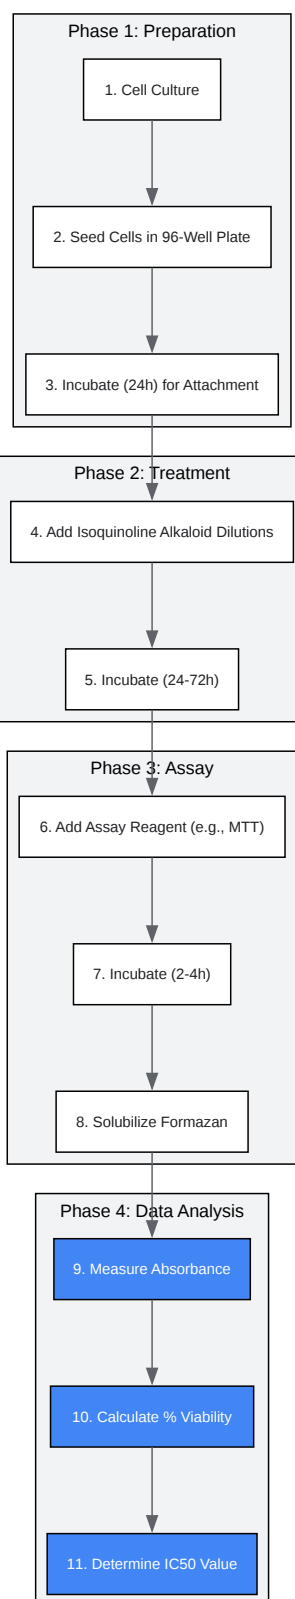 Phase 1: Preparation
1. Cell Culture
2. Seed Cells in 96-Well Plate
3. Incubate (24h) for Attachment
Phase 2: Treatment
4. Add Isoquinoline Alkaloid Dilutions
5. Incubate (24-72h)
Phase 3: Assay
6. Add Assay Reagent (e.g., MTT)
7. Incubate (2-4h)
8. Solubilize Formazan
Phase 4: Data Analysis
9. Measure Absorbance
10. Calculate % Viability
11. Determine IC50 Value